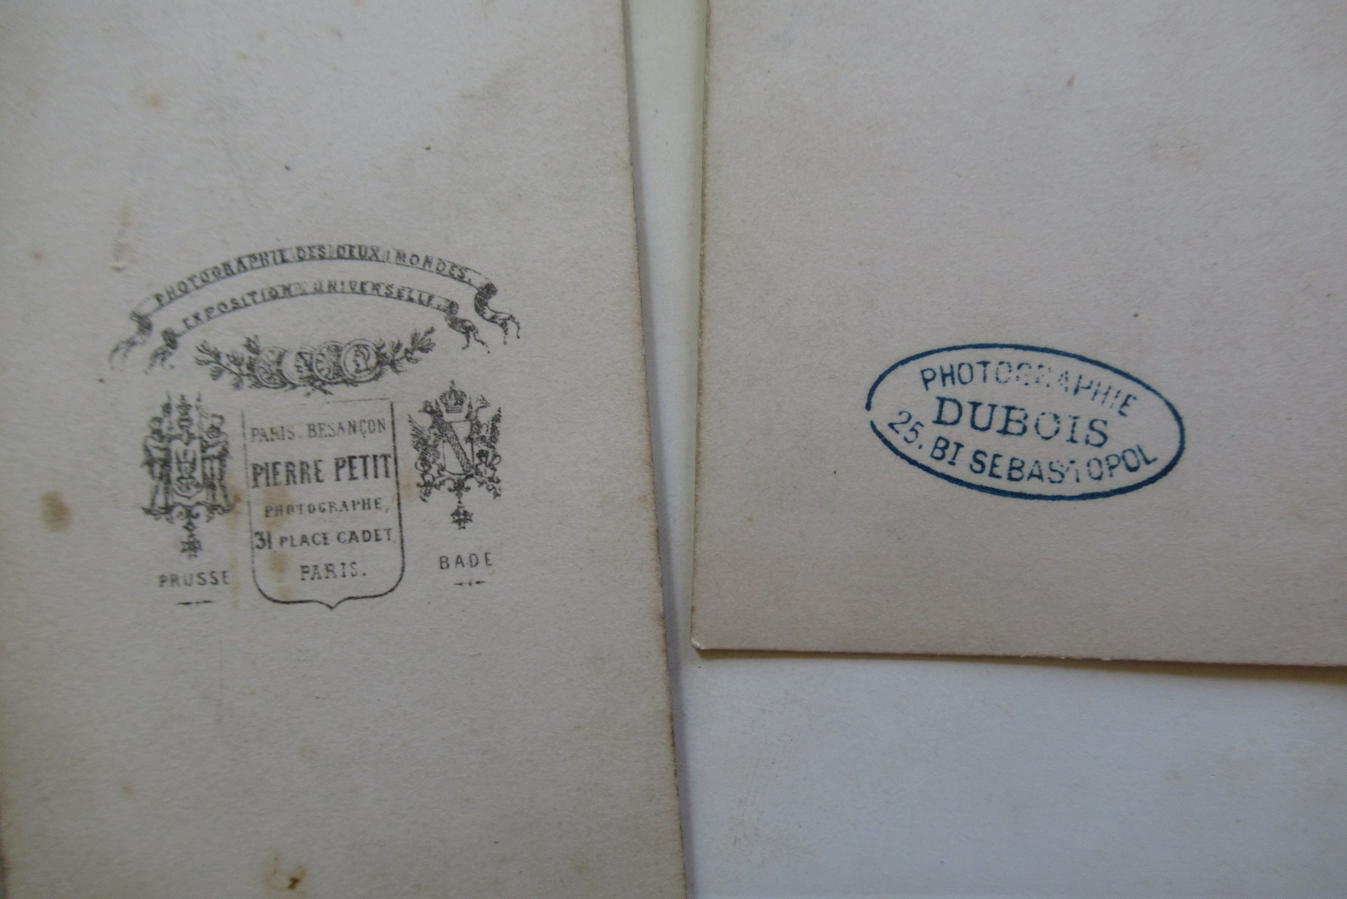 PHOTOGRAPHIE DES DEUX MONDES.
EXPOSITION UNIVERSELLE.
PARIS. BESANÇON
PIERRE PETIT
PHOTOGRAPHE,
31 PLACE CADET,
PARIS.
PRUSSE
BADE
PHOTOGRAPHIE
DUBOIS
25. BI SEBASTOPOL